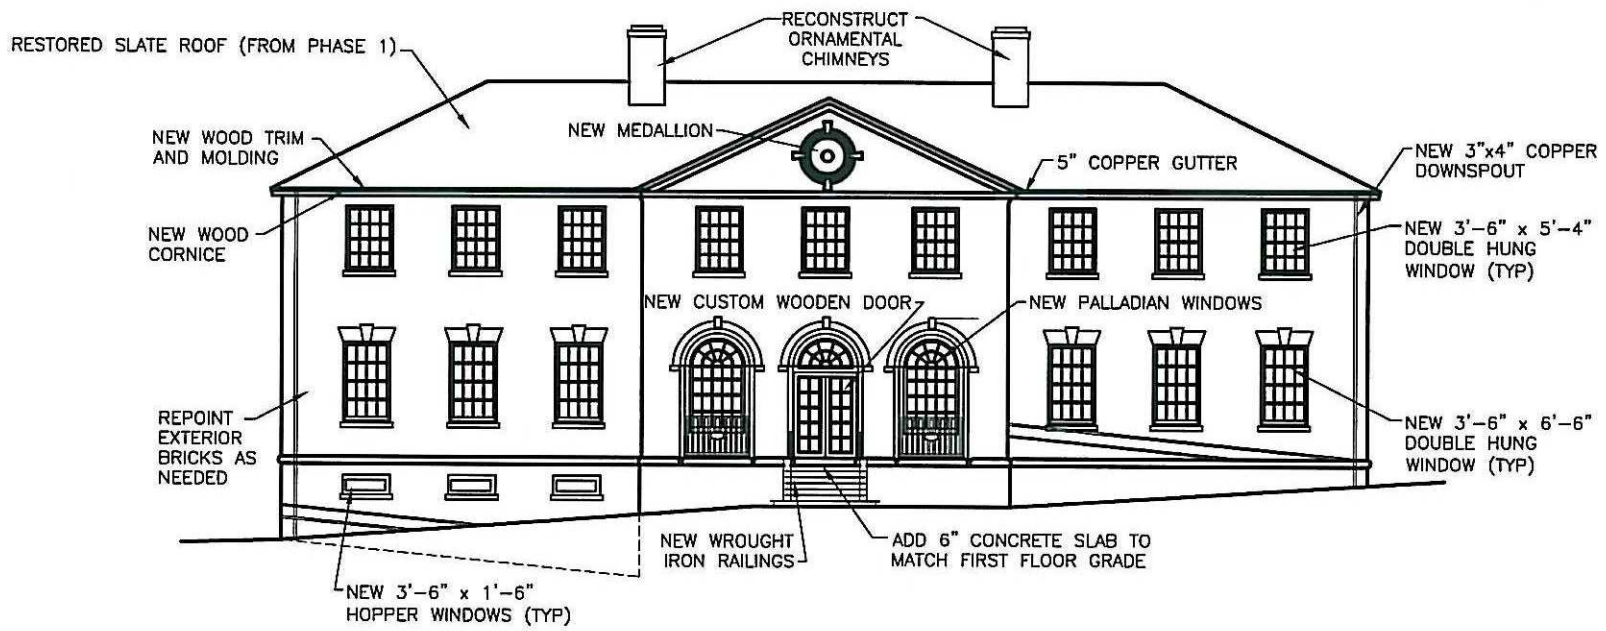 RECONSTRUCT
ORNAMENTAL
CHIMNEYS
RESTORED SLATE ROOF (FROM PHASE 1)
NEW WOOD TRIM
AND MOLDING
NEW MEDALLION
5" COPPER GUTTER
NEW 3"x4" COPPER
DOWNSPOUT
NEW WOOD
CORNICE
NEW 3'-6" x 5'-4"
DOUBLE HUNG
WINDOW (TYP)
NEW CUSTOM WOODEN DOOR
NEW PALLADIAN WINDOWS
REPOINT
EXTERIOR
BRICKS AS
NEEDED
NEW 3'-6" x 6'-6"
DOUBLE HUNG
WINDOW (TYP)
NEW WROUGHT
IRON RAILINGS
ADD 6" CONCRETE SLAB TO
MATCH FIRST FLOOR GRADE
NEW 3'-6" x 1'-6"
HOPPER WINDOWS (TYP)